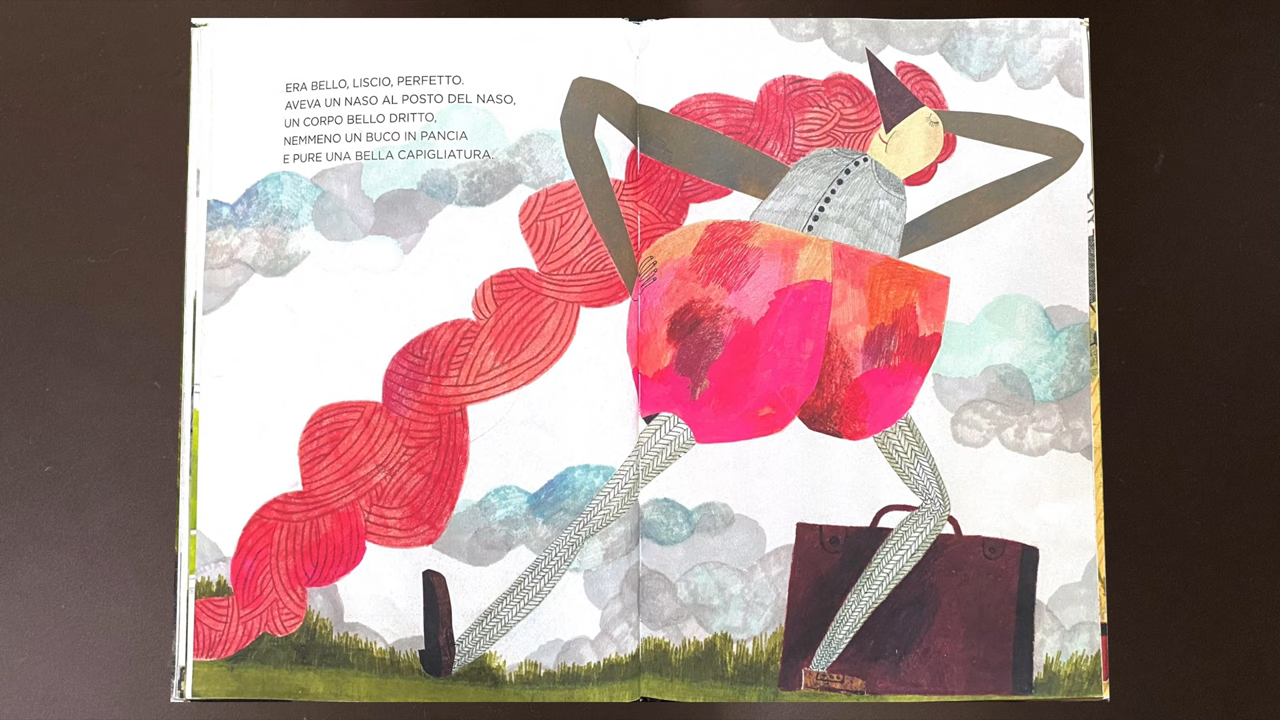 ERA BELLO, LISCIO, PERFETTO.
AVEVA UN NASO AL POSTO DEL NASO,
UN CORPO BELLO DRITTO,
NEMMENO UN BUCO IN PANCIA
E PURE UNA BELLA CAPIGLIATURA.